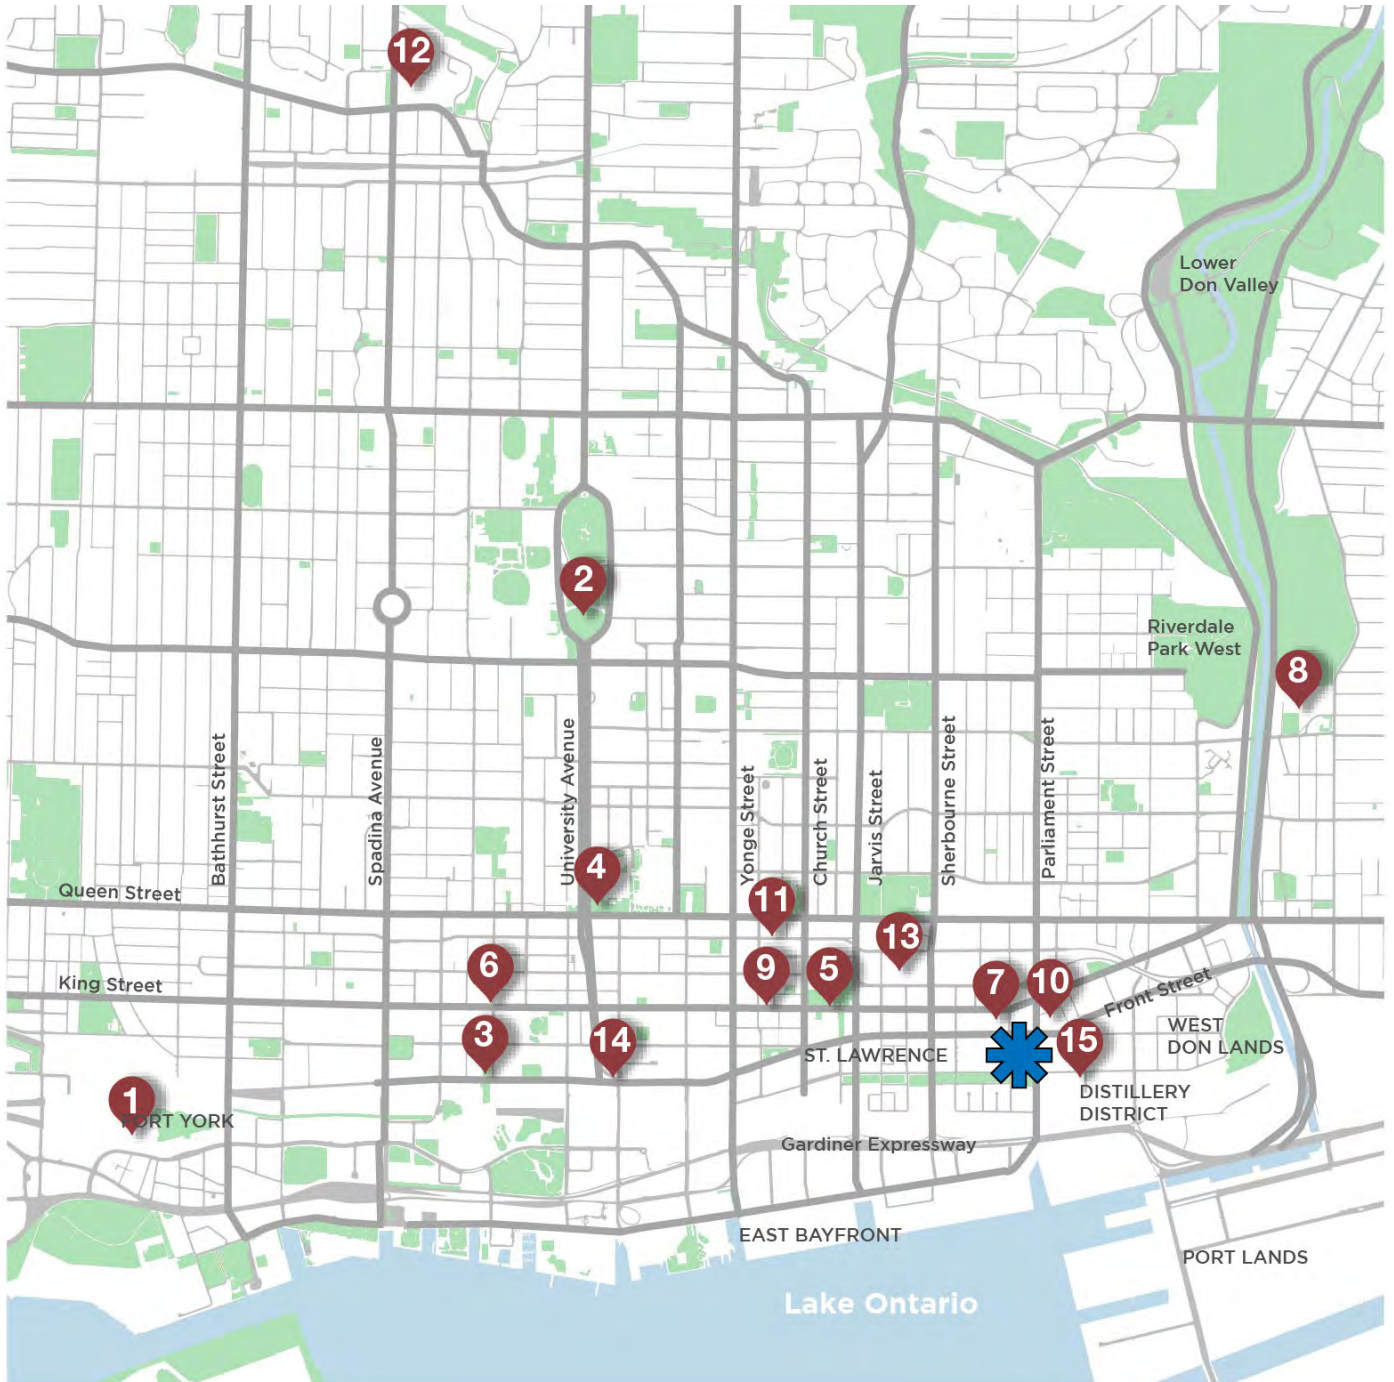 12
Lower
Don Valley
2
Riverdale
Park West
8
Bathhurst Street
Spadina Avenue
University Avenue
Yonge Street
Church Street
Jarvis Street
Sherbourne Street
Parliament Street
4
Queen Street
11
13
6
9
5
7
10
King Street
Front Street
3
14
15
WEST
DON LANDS
ST. LAWRENCE
1
FORT YORK
DISTILLERY
DISTRICT
Gardiner Expressway
EAST BAYFRONT
PORT LANDS
Lake Ontario